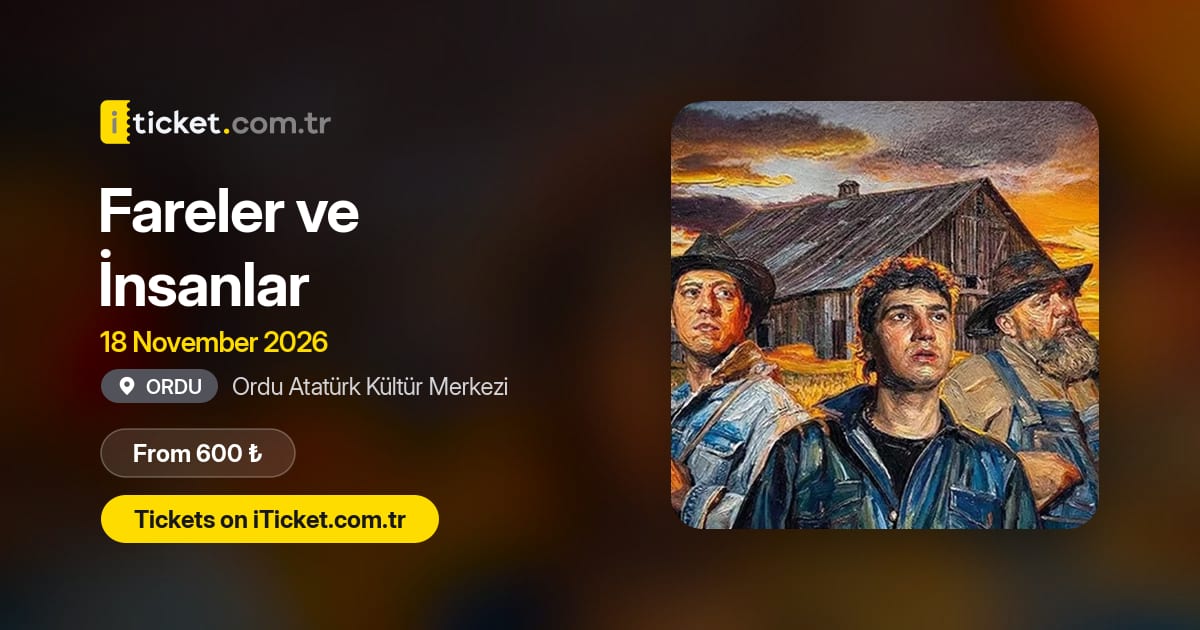 iticket.com.tr
Fareler ve
İnsanlar
18 November 2026
ORDU Ordu Atatürk Kültür Merkezi
From 600 ₺
Tickets on iTicket.com.tr